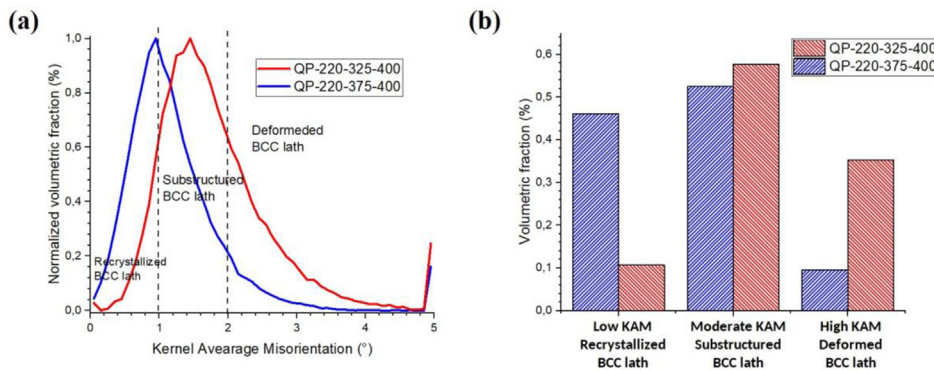 (a)
Normalized volumetric fraction (%)
1,0
0,8
0,6
0,4
0,2
0,0
QP-220-325-400
QP-220-375-400
Deformeded
BCC lath
Substructured
BCC lath
Recrystallized
BCC lath
0
1
2
3
4
5
Kernel Avearage Misorientation (°)
(b)
Volumetric fraction (%)
0,6
0,5
0,4
0,3
0,2
0,1
0,0
QP-220-325-400
QP-220-375-400
Low KAM
Recrystallized
BCC lath
Moderate KAM
Substructured
BCC lath
High KAM
Deformed
BCC lath